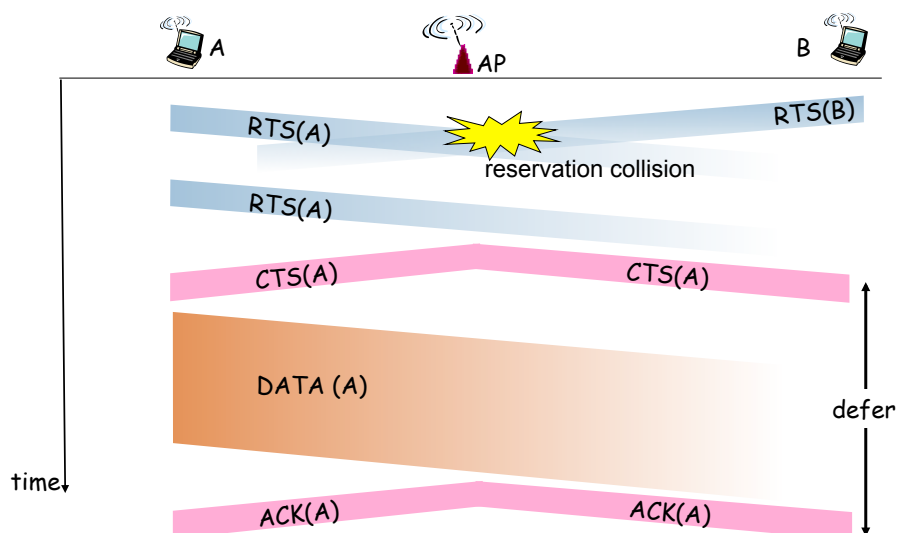 A
AP
B
RTS(A)
RTS(B)
reservation collision
RTS(A)
CTS(A)
CTS(A)
DATA (A)
defer
time
ACK(A)
ACK(A)